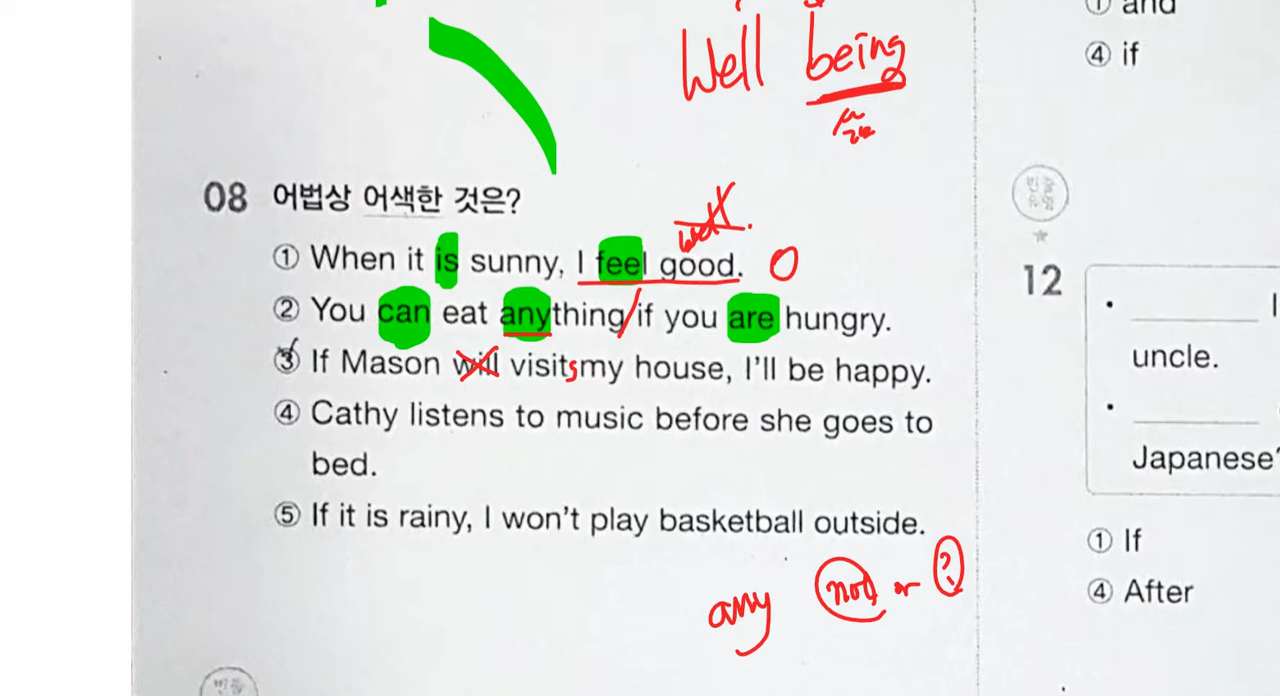 ① and
④ if
Well being
08 어법상 어색한 것은?
① When it is sunny, I feel good. O
② You can eat anything/if you are hungry.
③ If Mason will visits my house, I'll be happy.
④ Cathy listens to music before she goes to
bed.
⑤ If it is rainy, I won't play basketball outside.
any not or ?
12
uncle.
Japanese?
① If
④ After